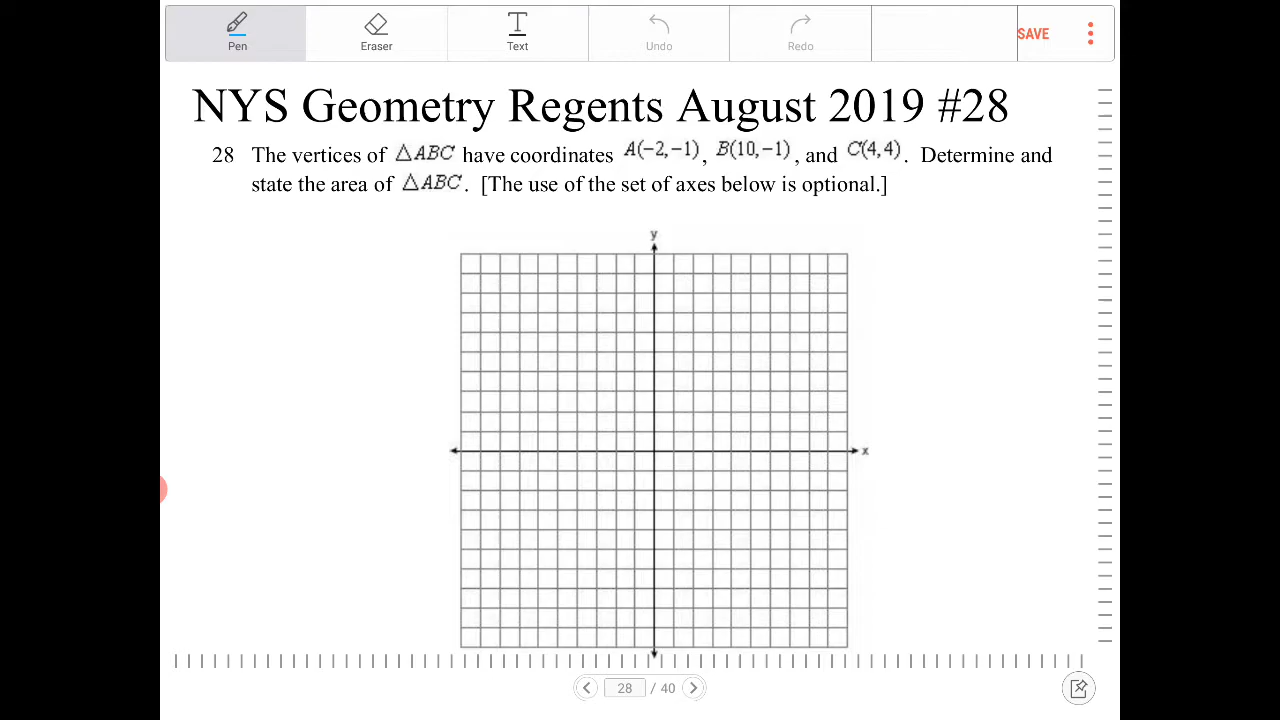 Pen
Eraser
Text
Undo
Redo
SAVE
NYS Geometry Regents August 2019 #28
28 The vertices of △ABC have coordinates A(−2,−1), B(10,−1), and C(4,4). Determine and
state the area of △ABC. [The use of the set of axes below is optional.]
y
x
28 / 40